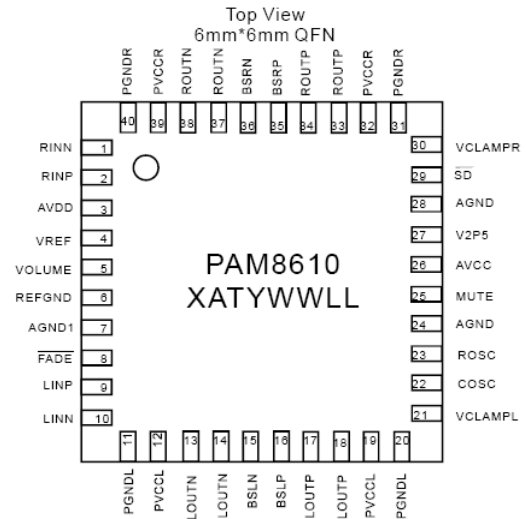 Top View
6mm*6mm QFN
PGNDR PVCCR ROUTN ROUTN BSRN BSRP ROUTP ROUTP PVCCR PGNDR
40 39 38 37 36 35 34 33 32 31
RINN 1 30 VCLAMPR
RINP 2 29 SD
AVDD 3 28 AGND
VREF 4 27 V2P5
VOLUME 5 26 AVCC
PAM8610
REFGND 6 25 MUTE
XATYWWLL
AGND1 7 24 AGND
FADE 8 23 ROSC
LINP 9 22 COSC
LINN 10 21 VCLAMPL
11 12 13 14 15 16 17 18 19 20
PGNDL PVCCL LOUTN LOUTN BSLN BSLP LOUTP LOUTP PVCCL PGNDL